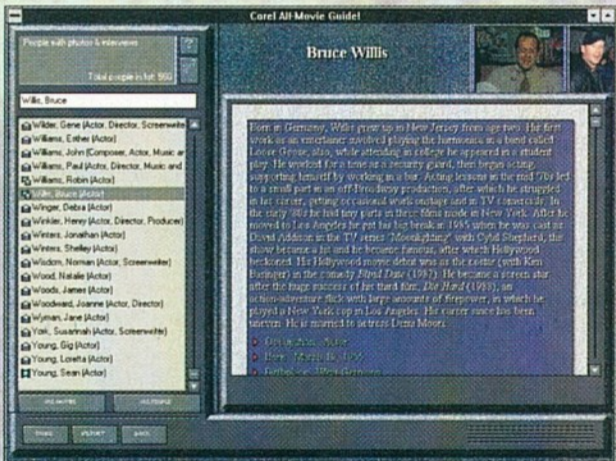 Corel All-Movie Guide!
People with photos & interviews
?
Total people in list: 593
Willis, Bruce
Wilder, Gene (Actor, Director, Screenwrite
Williams, Esther (Actor)
Williams, John (Composer, Actor, Music ar
Williams, Paul (Actor, Director, Music and
Williams, Robin (Actor)
Willis, Bruce (Actor)
Winger, Debra (Actor)
Winkler, Henry (Actor, Director, Producer)
Winters, Jonathan (Actor)
Winters, Shelley (Actor)
Wisdom, Norman (Actor, Screenwriter)
Wood, Natalie (Actor)
Woods, James (Actor)
Woodward, Joanne (Actor, Director)
Wyman, Jane (Actor)
York, Susannah (Actor, Screenwriter)
Young, Gig (Actor)
Young, Loretta (Actor)
Young, Sean (Actor)
BACK
Bruce Willis
Born in Germany, Willis grew up in New Jersey from age two. His first
work as an entertainer involved playing the harmonica in a band called
Loose Goose; also, while attending in college he appeared in a student
play. He worked for a time as a security guard, then began acting,
supporting himself by working in a bar. Acting lessons in the mid '70s led
to a small part in an off-Broadway production, after which he struggled
in his career, getting occasional work onstage and in TV comercials. In
the early '80s he had tiny parts in three films made in New York. After he
moved to Los Angeles he got his big break in 1985 when he was cast as
David Addison in the TV series "Moonlighting" with Cybil Shepherd; the
show became a hit and he became famous, after which Hollywood
beckoned. His Hollywood movie debut was as the costar (with Kim
Basinger) in the comedy Blind Date (1987). He became a screen star
after the huge success of his third film, Die Hard (1988), an
action-adventure flick with large amounts of firepower, in which he
played a New York cop in Los Angeles. His career since has been
uneven. He is married to actress Demi Moore.
Occupation: Actor
Born: March 19, 1955
Birthplace: West Germany